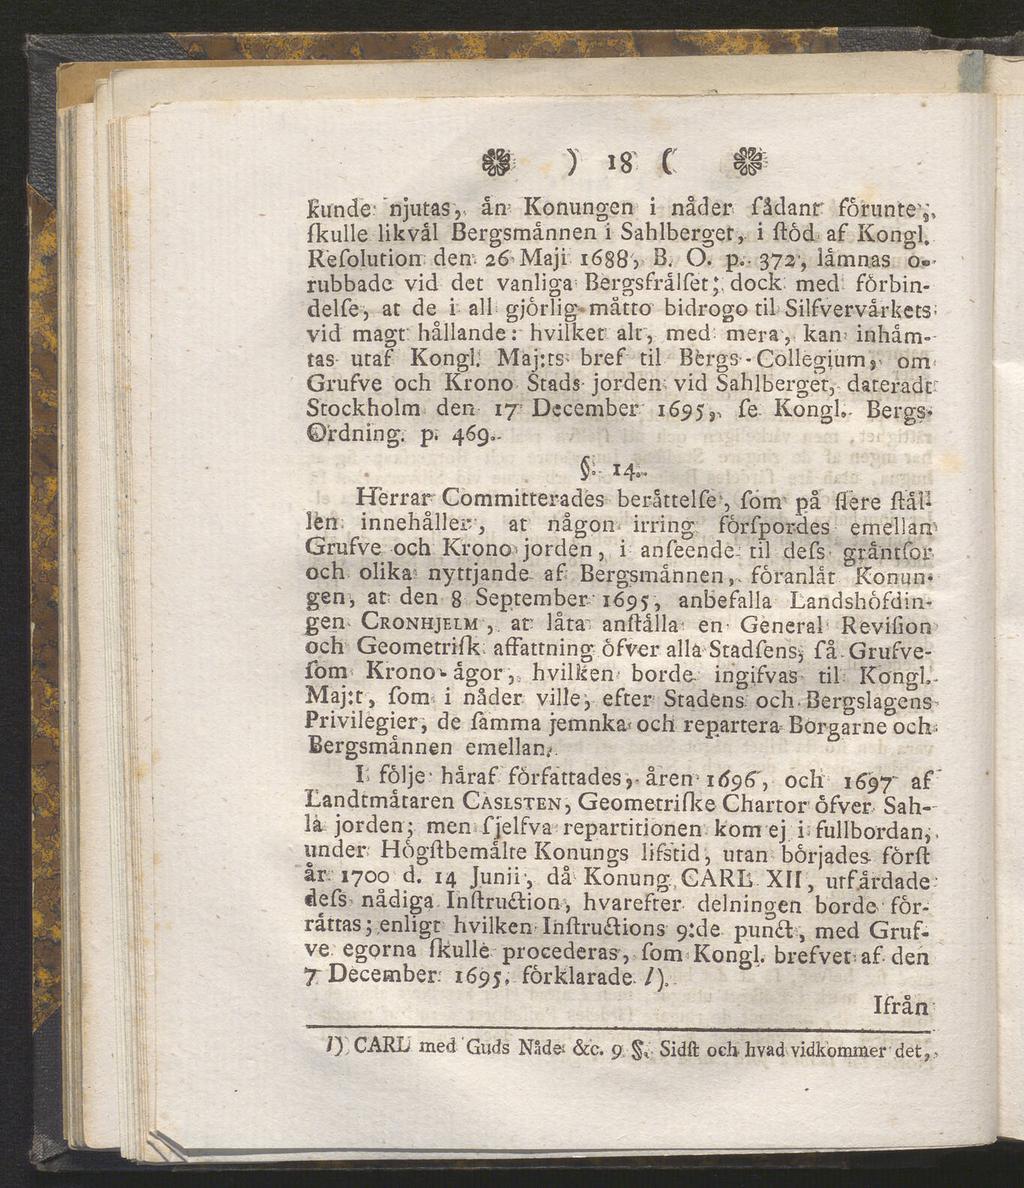 ) 18 (
kunde njutas, än Konungen i nåder ſådant förunte,
ſkulle likväl Bergsmännen i Sahlberget, i ſtöd af Kongl.
Reſolution den 26 Maji 1688, B. O. p. 372, lämnas o-
rubbade vid det vanliga Bergsfrälſet; dock med förbin-
delſe, at de i all gjörlig måtto bidrogo til Silfvervärkets
vid magt hållande: hvilket alt, med mera, kan inhäm-
tas utaf Kongl. Maj:ts bref til Bergs-Collegium, om
Grufve och Krono Stads jorden vid Sahlberget, dateradt
Stockholm den 17 December 1695, ſe Kongl. Bergs-
Ordning. p. 469.
§. 14.
Herrar Committerades berättelſe, ſom på flere ſtäl-
len innehåller, at någon irring förſpordes emellan
Grufve och Krono jorden, i anſeende til deſs gräntſor
och olika nyttjande af Bergsmännen, föranlät Konun-
gen, at den 8 September 1695, anbefalla Landshöfdin-
gen CRONHJELM, at låta anſtälla en General Reviſion
och Geometriſk affattning öfver alla Stadſens, ſå Grufve-
ſom Krono-ägor, hvilken borde ingifvas til Kongl.
Maj:t, ſom i nåder ville, efter Stadens och Bergslagens
Privilegier, de ſamma jemnka och repartera Borgarne och
Bergsmännen emellan.
I följe häraf författades, åren 1696, och 1697 af
Landtmätaren CASLSTEN, Geometriſke Chartor öfver Sah-
la jorden; men ſjelfva repartitionen kom ej i fullbordan,
under Högſtbemälte Konungs lifstid, utan börjades förſt
år 1700 d. 14 Junii, då Konung CARL XII, utfärdade
deſs nådiga Inſtruction, hvarefter delningen borde för-
rättas; enligt hvilken Inſtructions 9:de punct, med Gruf-
ve egorna ſkulle procederas, ſom Kongl. brefvet af den
7 December 1695, förklarade l).
Ifrån
l) CARL med Guds Nåde &c. 9 §. Sidſt och hvad vidkommer det,